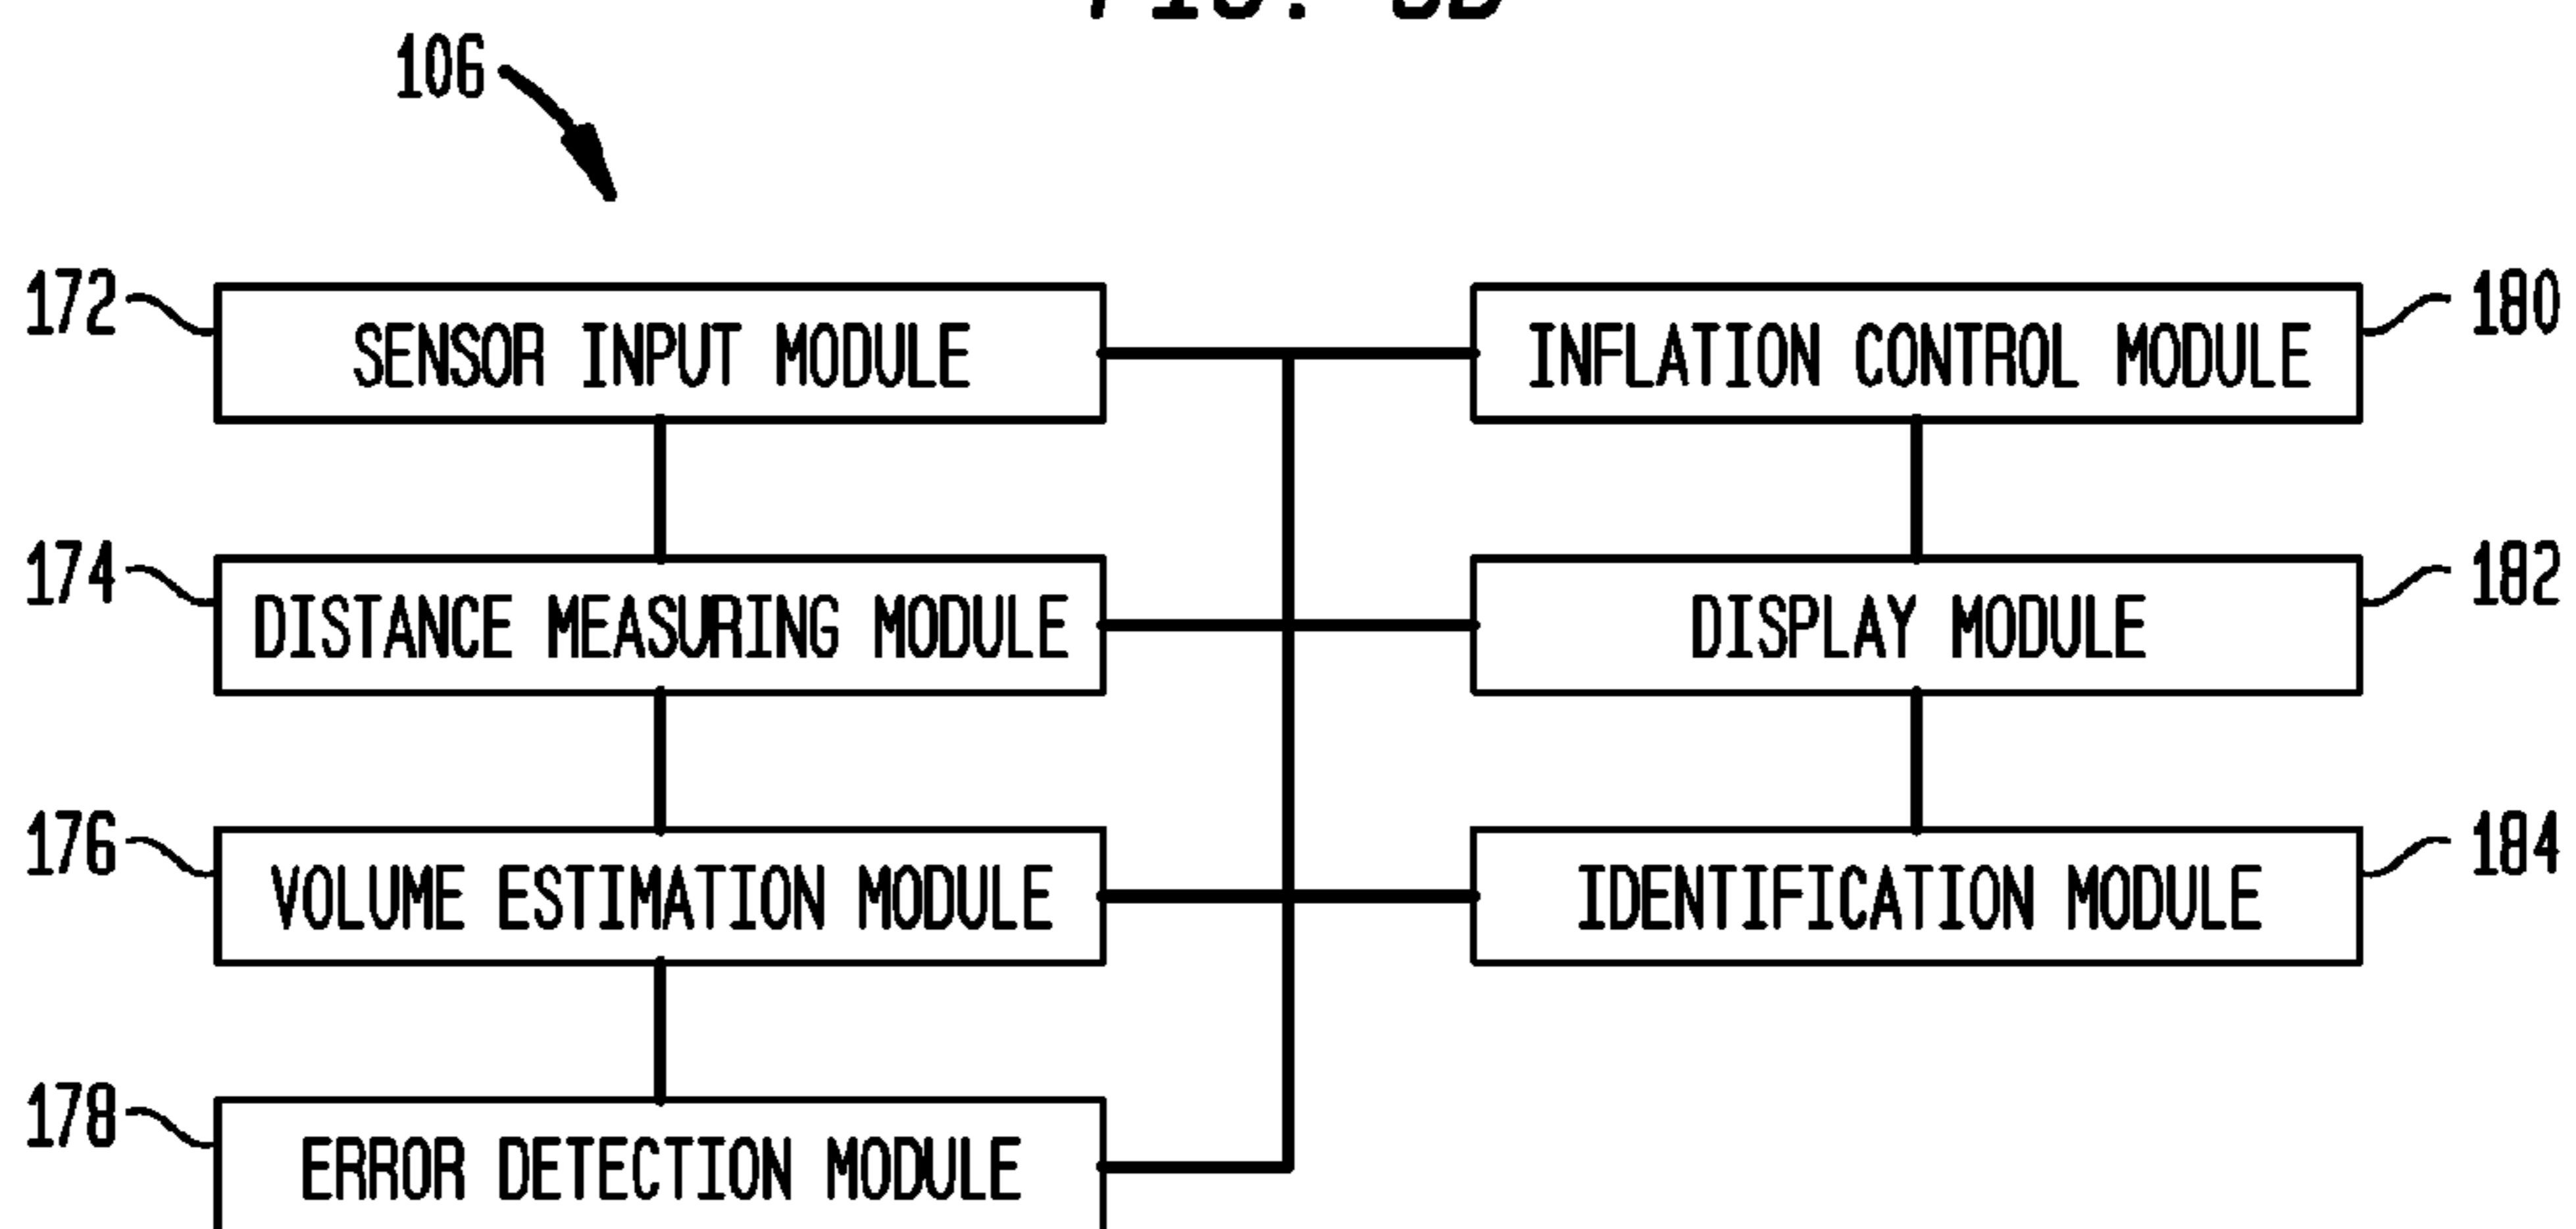 106
172
SENSOR INPUT MODULE
INFLATION CONTROL MODULE
180
174
DISTANCE MEASURING MODULE
DISPLAY MODULE
182
176
VOLUME ESTIMATION MODULE
IDENTIFICATION MODULE
184
178
ERROR DETECTION MODULE